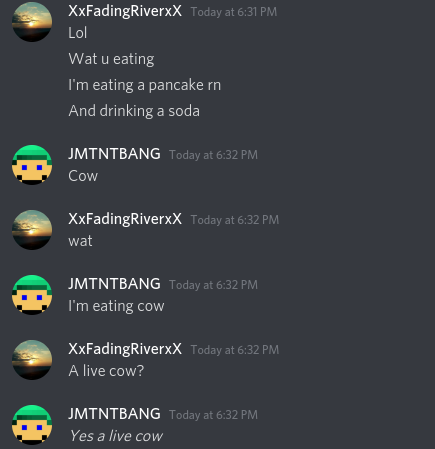 XxFadingRiverxX Today at 6:31 PM
Lol
Wat u eating
I'm eating a pancake rn
And drinking a soda
JMTNTBANG Today at 6:32 PM
Cow
XxFadingRiverxX Today at 6:32 PM
wat
JMTNTBANG Today at 6:32 PM
I'm eating cow
XxFadingRiverxX Today at 6:32 PM
A live cow?
JMTNTBANG Today at 6:32 PM
Yes a live cow